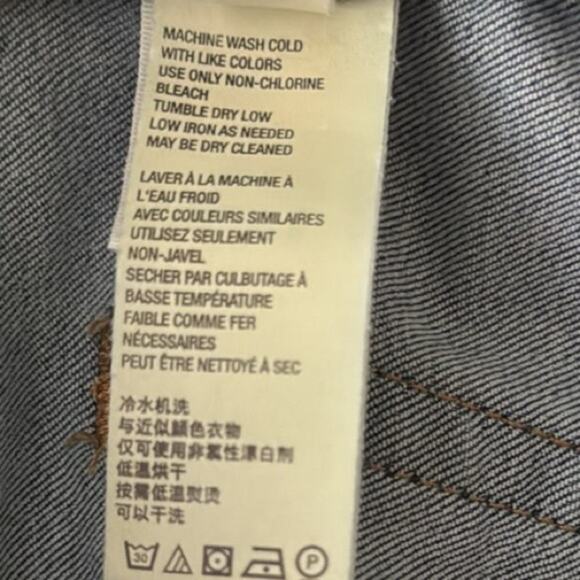 MACHINE WASH COLD
WITH LIKE COLORS
USE ONLY NON-CHLORINE
BLEACH
TUMBLE DRY LOW
LOW IRON AS NEEDED
MAY BE DRY CLEANED
LAVER À LA MACHINE À
L'EAU FROID
AVEC COULEURS SIMILAIRES
UTILISEZ SEULEMENT
NON-JAVEL
SECHER PAR CULBUTAGE À
BASSE TEMPÉRATURE
FAIBLE COMME FER
NÉCESSAIRES
PEUT ÊTRE NETTOYÉ À SEC
冷水机洗
与近似顏色衣物
仅可使用非氯性漂白剂
低温烘干
按需低温熨烫
可以干洗
30 P